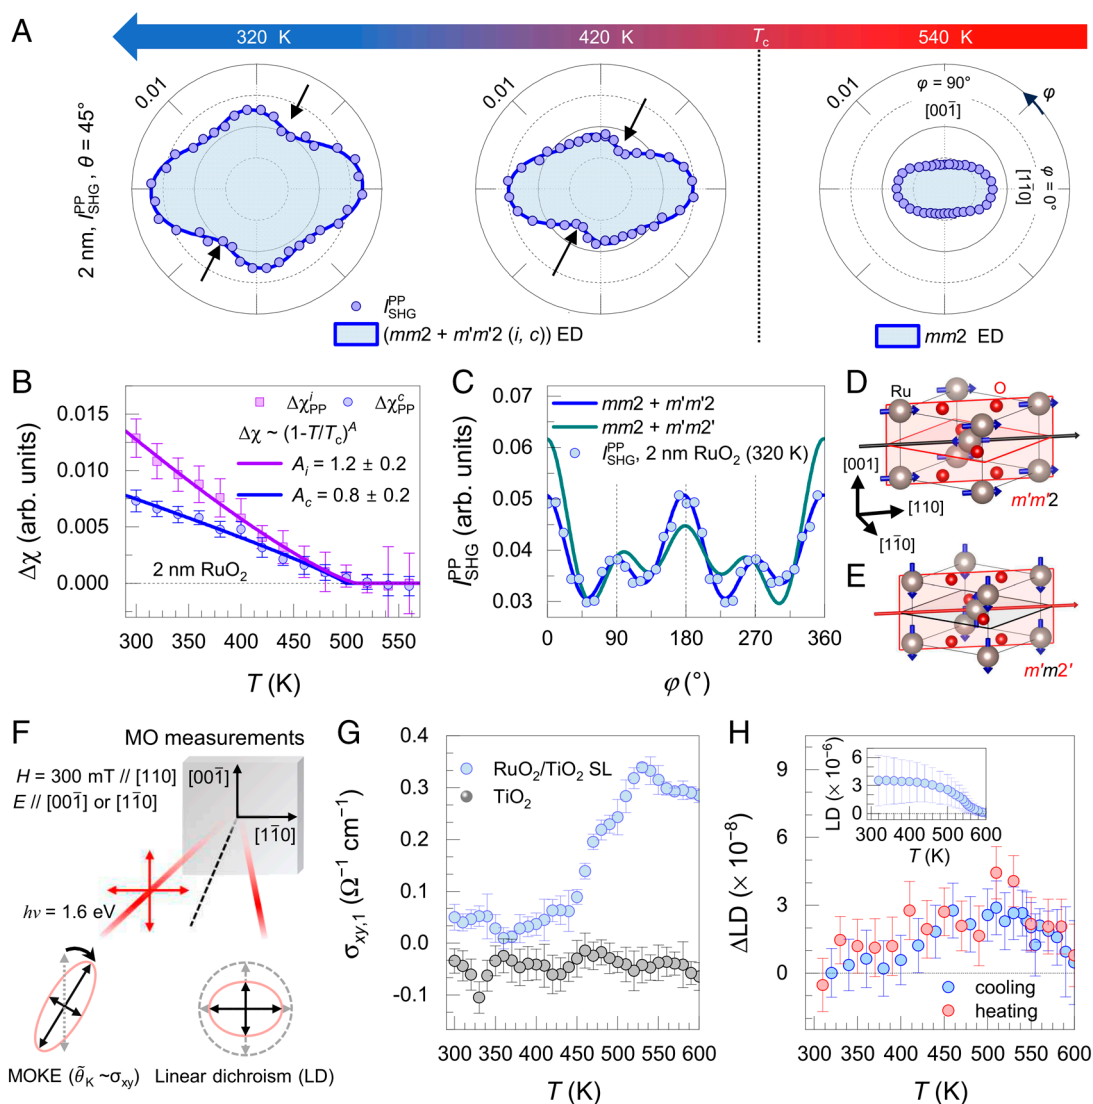 A
320 K
420 K
T_c
540 K
2 nm, I_SHG^PP, θ = 45°
0.01
0.01
0.01
φ = 90°
[001̄]
φ
φ = 0°
[11̄0]
I_SHG^PP
(mm2 + m'm'2 (i, c)) ED
mm2 ED
B
Δχ_PP^i
Δχ_PP^c
Δχ ~ (1-T/T_c)^A
A_i = 1.2 ± 0.2
A_c = 0.8 ± 0.2
2 nm RuO₂
Δχ (arb. units)
0.015
0.010
0.005
0.000
300 350 400 450 500 550
T (K)
C
mm2 + m'm'2
mm2 + m'm2'
I_SHG^PP, 2 nm RuO₂ (320 K)
I_SHG^PP (arb. units)
0.07
0.06
0.05
0.04
0.03
0 90 180 270 360
φ (°)
D
Ru
O
[001]
[110]
[11̄0]
m'm'2
E
m'm2'
F
MO measurements
H = 300 mT // [110]
E // [001̄] or [11̄0]
[001̄]
[11̄0]
hν = 1.6 eV
MOKE (θ̃_K ~σ_xy)
Linear dichroism (LD)
G
RuO₂/TiO₂ SL
TiO₂
σ_xy,1 (Ω⁻¹ cm⁻¹)
0.4
0.3
0.2
0.1
0.0
-0.1
300 350 400 450 500 550 600
T (K)
H
LD (× 10⁻⁶)
6
3
0
300 400 500 600
T (K)
ΔLD (× 10⁻⁸)
9
6
3
0
cooling
heating
300 350 400 450 500 550 600
T (K)